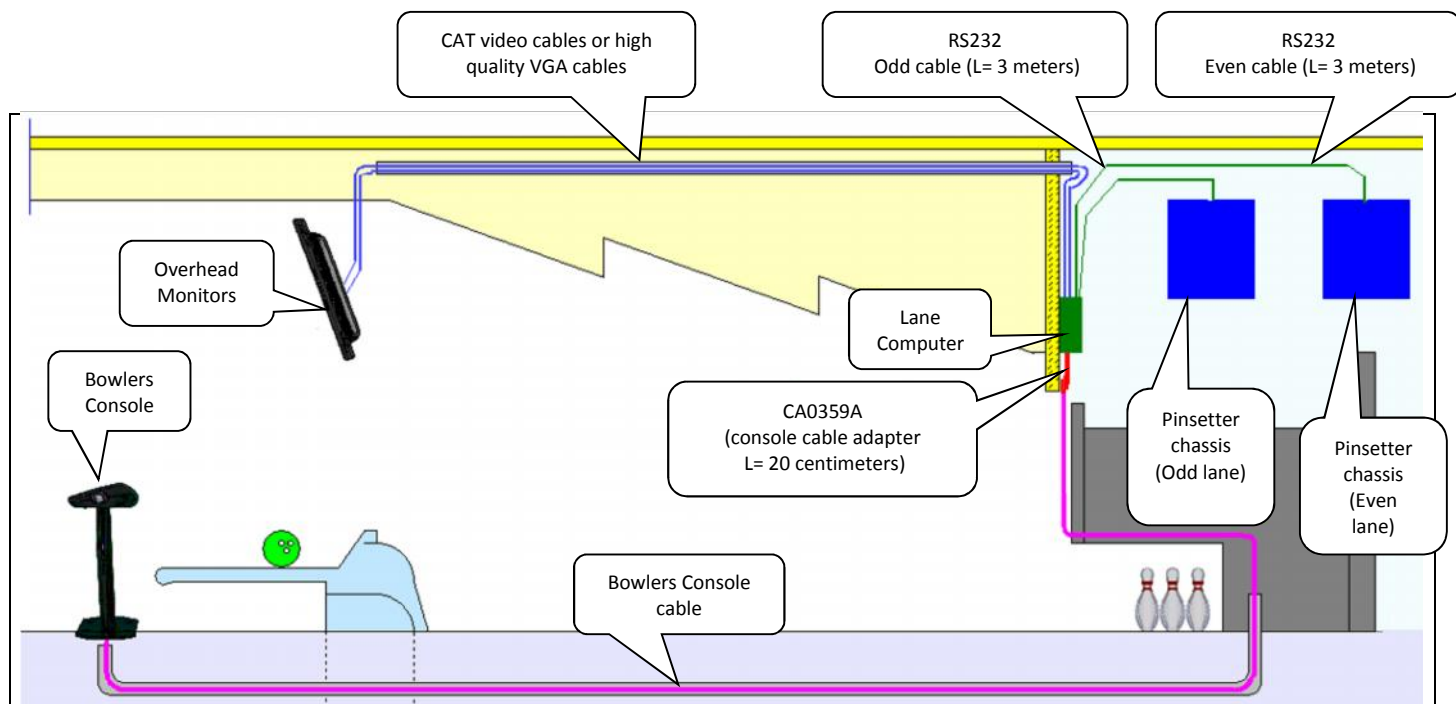 CAT video cables or high
quality VGA cables
RS232
Odd cable (L= 3 meters)
RS232
Even cable (L= 3 meters)
Overhead
Monitors
Lane
Computer
Bowlers
Console
CA0359A
(console cable adapter
L= 20 centimeters)
Pinsetter
chassis
(Odd lane)
Pinsetter
chassis
(Even
lane)
Bowlers Console
cable